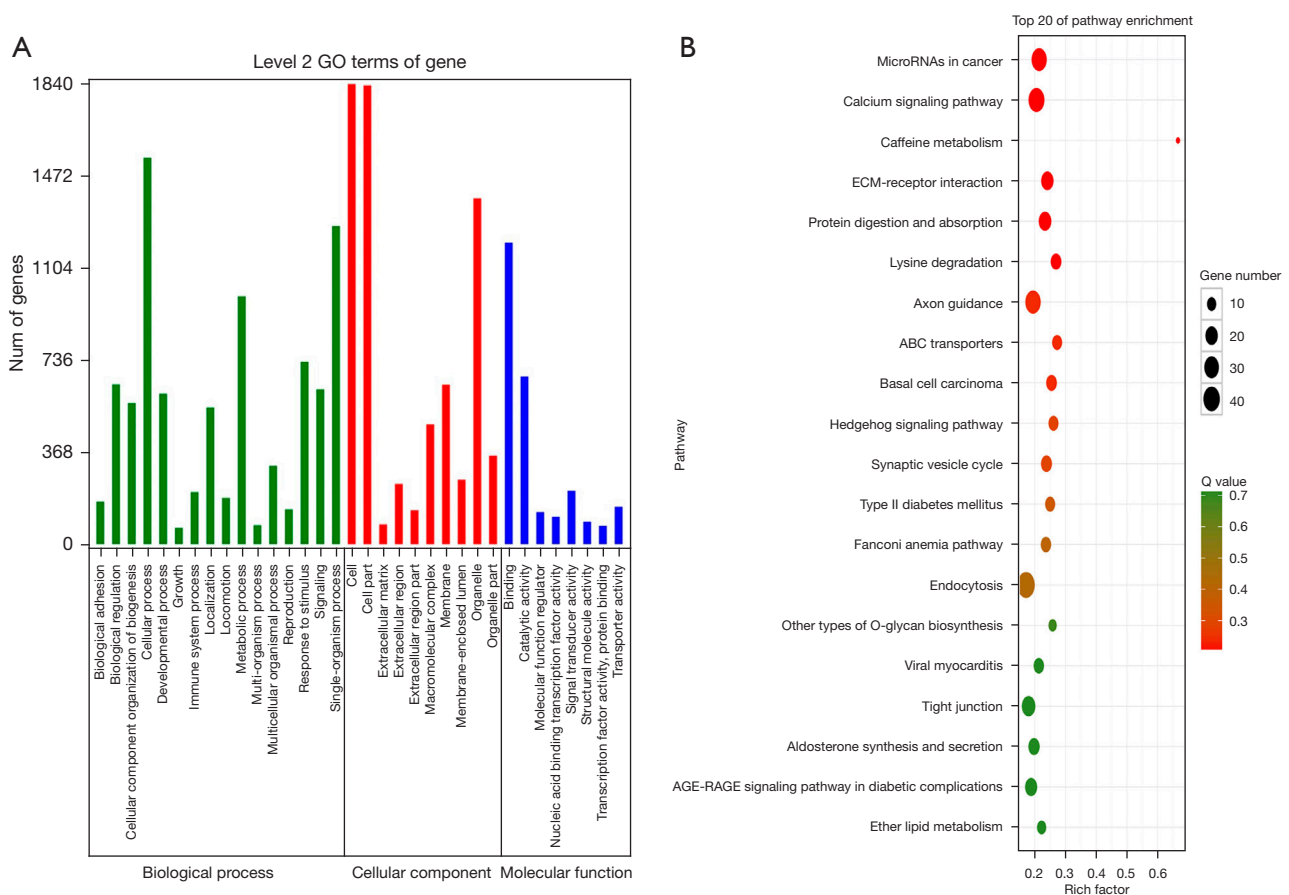 A
Level 2 GO terms of gene
Num of genes
1840
1472
1104
736
368
0
Biological adhesion
Biological regulation
Cellular component organization of biogenesis
Cellular process
Developmental process
Growth
Immune system process
Localization
Locomotion
Metabolic process
Multi-organism process
Multicellular organismal process
Reproduction
Response to stimulus
Signaling
Single-organism process
Cell
Cell part
Extracellular matrix
Extracellular region
Extracellular region part
Macromolecular complex
Membrane
Membrane-enclosed lumen
Organelle
Organelle part
Binding
Catalytic activity
Molecular function regulator
Nucleic acid binding transcription factor activity
Signal transducer activity
Structural molecule activity
Transcription factor activity, protein binding
Transporter activity
Biological process
Cellular component
Molecular function
B
Top 20 of pathway enrichment
Pathway
MicroRNAs in cancer
Calcium signaling pathway
Caffeine metabolism
ECM-receptor interaction
Protein digestion and absorption
Lysine degradation
Axon guidance
ABC transporters
Basal cell carcinoma
Hedgehog signaling pathway
Synaptic vesicle cycle
Type II diabetes mellitus
Fanconi anemia pathway
Endocytosis
Other types of O-glycan biosynthesis
Viral myocarditis
Tight junction
Aldosterone synthesis and secretion
AGE-RAGE signaling pathway in diabetic complications
Ether lipid metabolism
0.2 0.3 0.4 0.5 0.6
Rich factor
Gene number
10
20
30
40
Q value
0.7
0.6
0.5
0.4
0.3